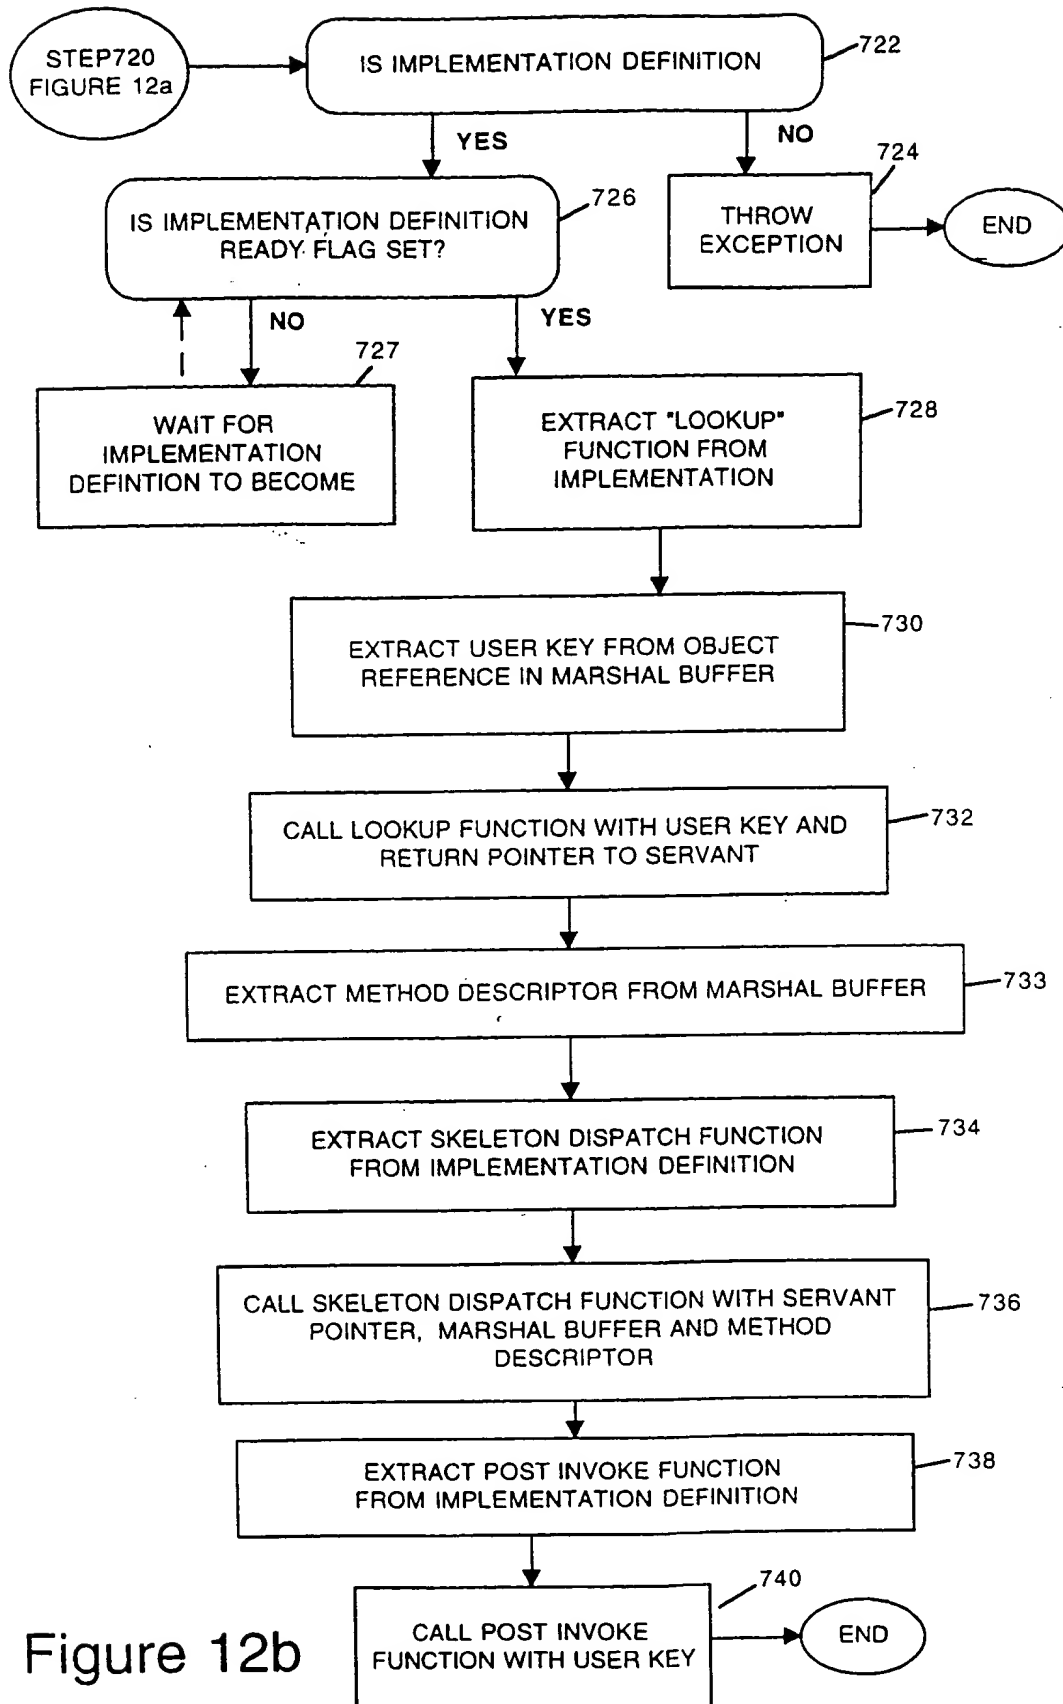 STEP720
FIGURE 12a
IS IMPLEMENTATION DEFINITION
722
YES
NO
724
IS IMPLEMENTATION DEFINITION
READY FLAG SET?
726
THROW
EXCEPTION
END
NO
YES
727
WAIT FOR
IMPLEMENTATION
DEFINTION TO BECOME
EXTRACT "LOOKUP"
FUNCTION FROM
IMPLEMENTATION
728
EXTRACT USER KEY FROM OBJECT
REFERENCE IN MARSHAL BUFFER
730
CALL LOOKUP FUNCTION WITH USER KEY AND
RETURN POINTER TO SERVANT
732
EXTRACT METHOD DESCRIPTOR FROM MARSHAL BUFFER
733
EXTRACT SKELETON DISPATCH FUNCTION
FROM IMPLEMENTATION DEFINITION
734
CALL SKELETON DISPATCH FUNCTION WITH SERVANT
POINTER, MARSHAL BUFFER AND METHOD
DESCRIPTOR
736
EXTRACT POST INVOKE FUNCTION
FROM IMPLEMENTATION DEFINITION
738
740
CALL POST INVOKE
FUNCTION WITH USER KEY
END
Figure 12b